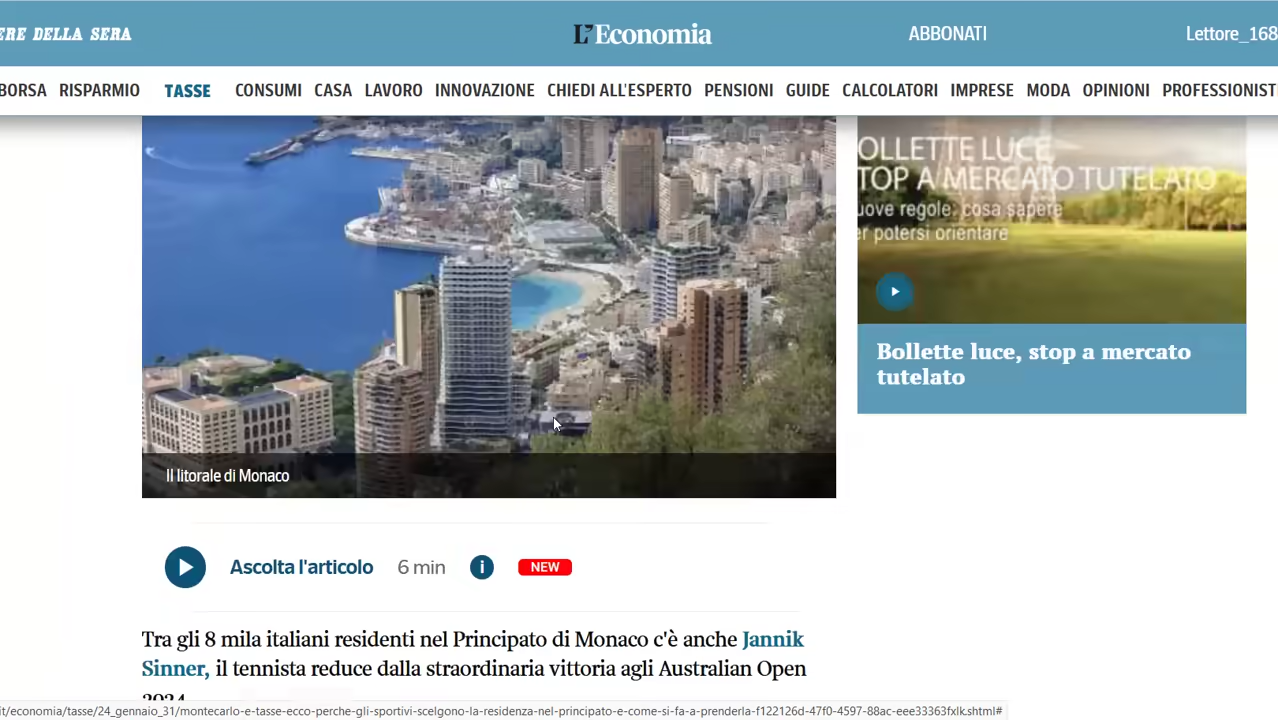 ERE DELLA SERA
L'Economia
ABBONATI
Lettore_168
BORSA RISPARMIO TASSE CONSUMI CASA LAVORO INNOVAZIONE CHIEDI ALL'ESPERTO PENSIONI GUIDE CALCOLATORI IMPRESE MODA OPINIONI PROFESSIONIST
OLLETTE LUCE,
TOP A MERCATO TUTELATO
uove regole: cosa sapere
er potersi orientare
Bollette luce, stop a mercato
tutelato
Il litorale di Monaco
Ascolta l'articolo 6 min i NEW
Tra gli 8 mila italiani residenti nel Principato di Monaco c'è anche Jannik
Sinner, il tennista reduce dalla straordinaria vittoria agli Australian Open
2024
it/economia/tasse/24_gennaio_31/montecarlo-e-tasse-ecco-perche-gli-sportivi-scelgono-la-residenza-nel-principato-e-come-si-fa-a-prenderla-f122126d-47f0-4597-88ac-eee33363fxlk.shtml#